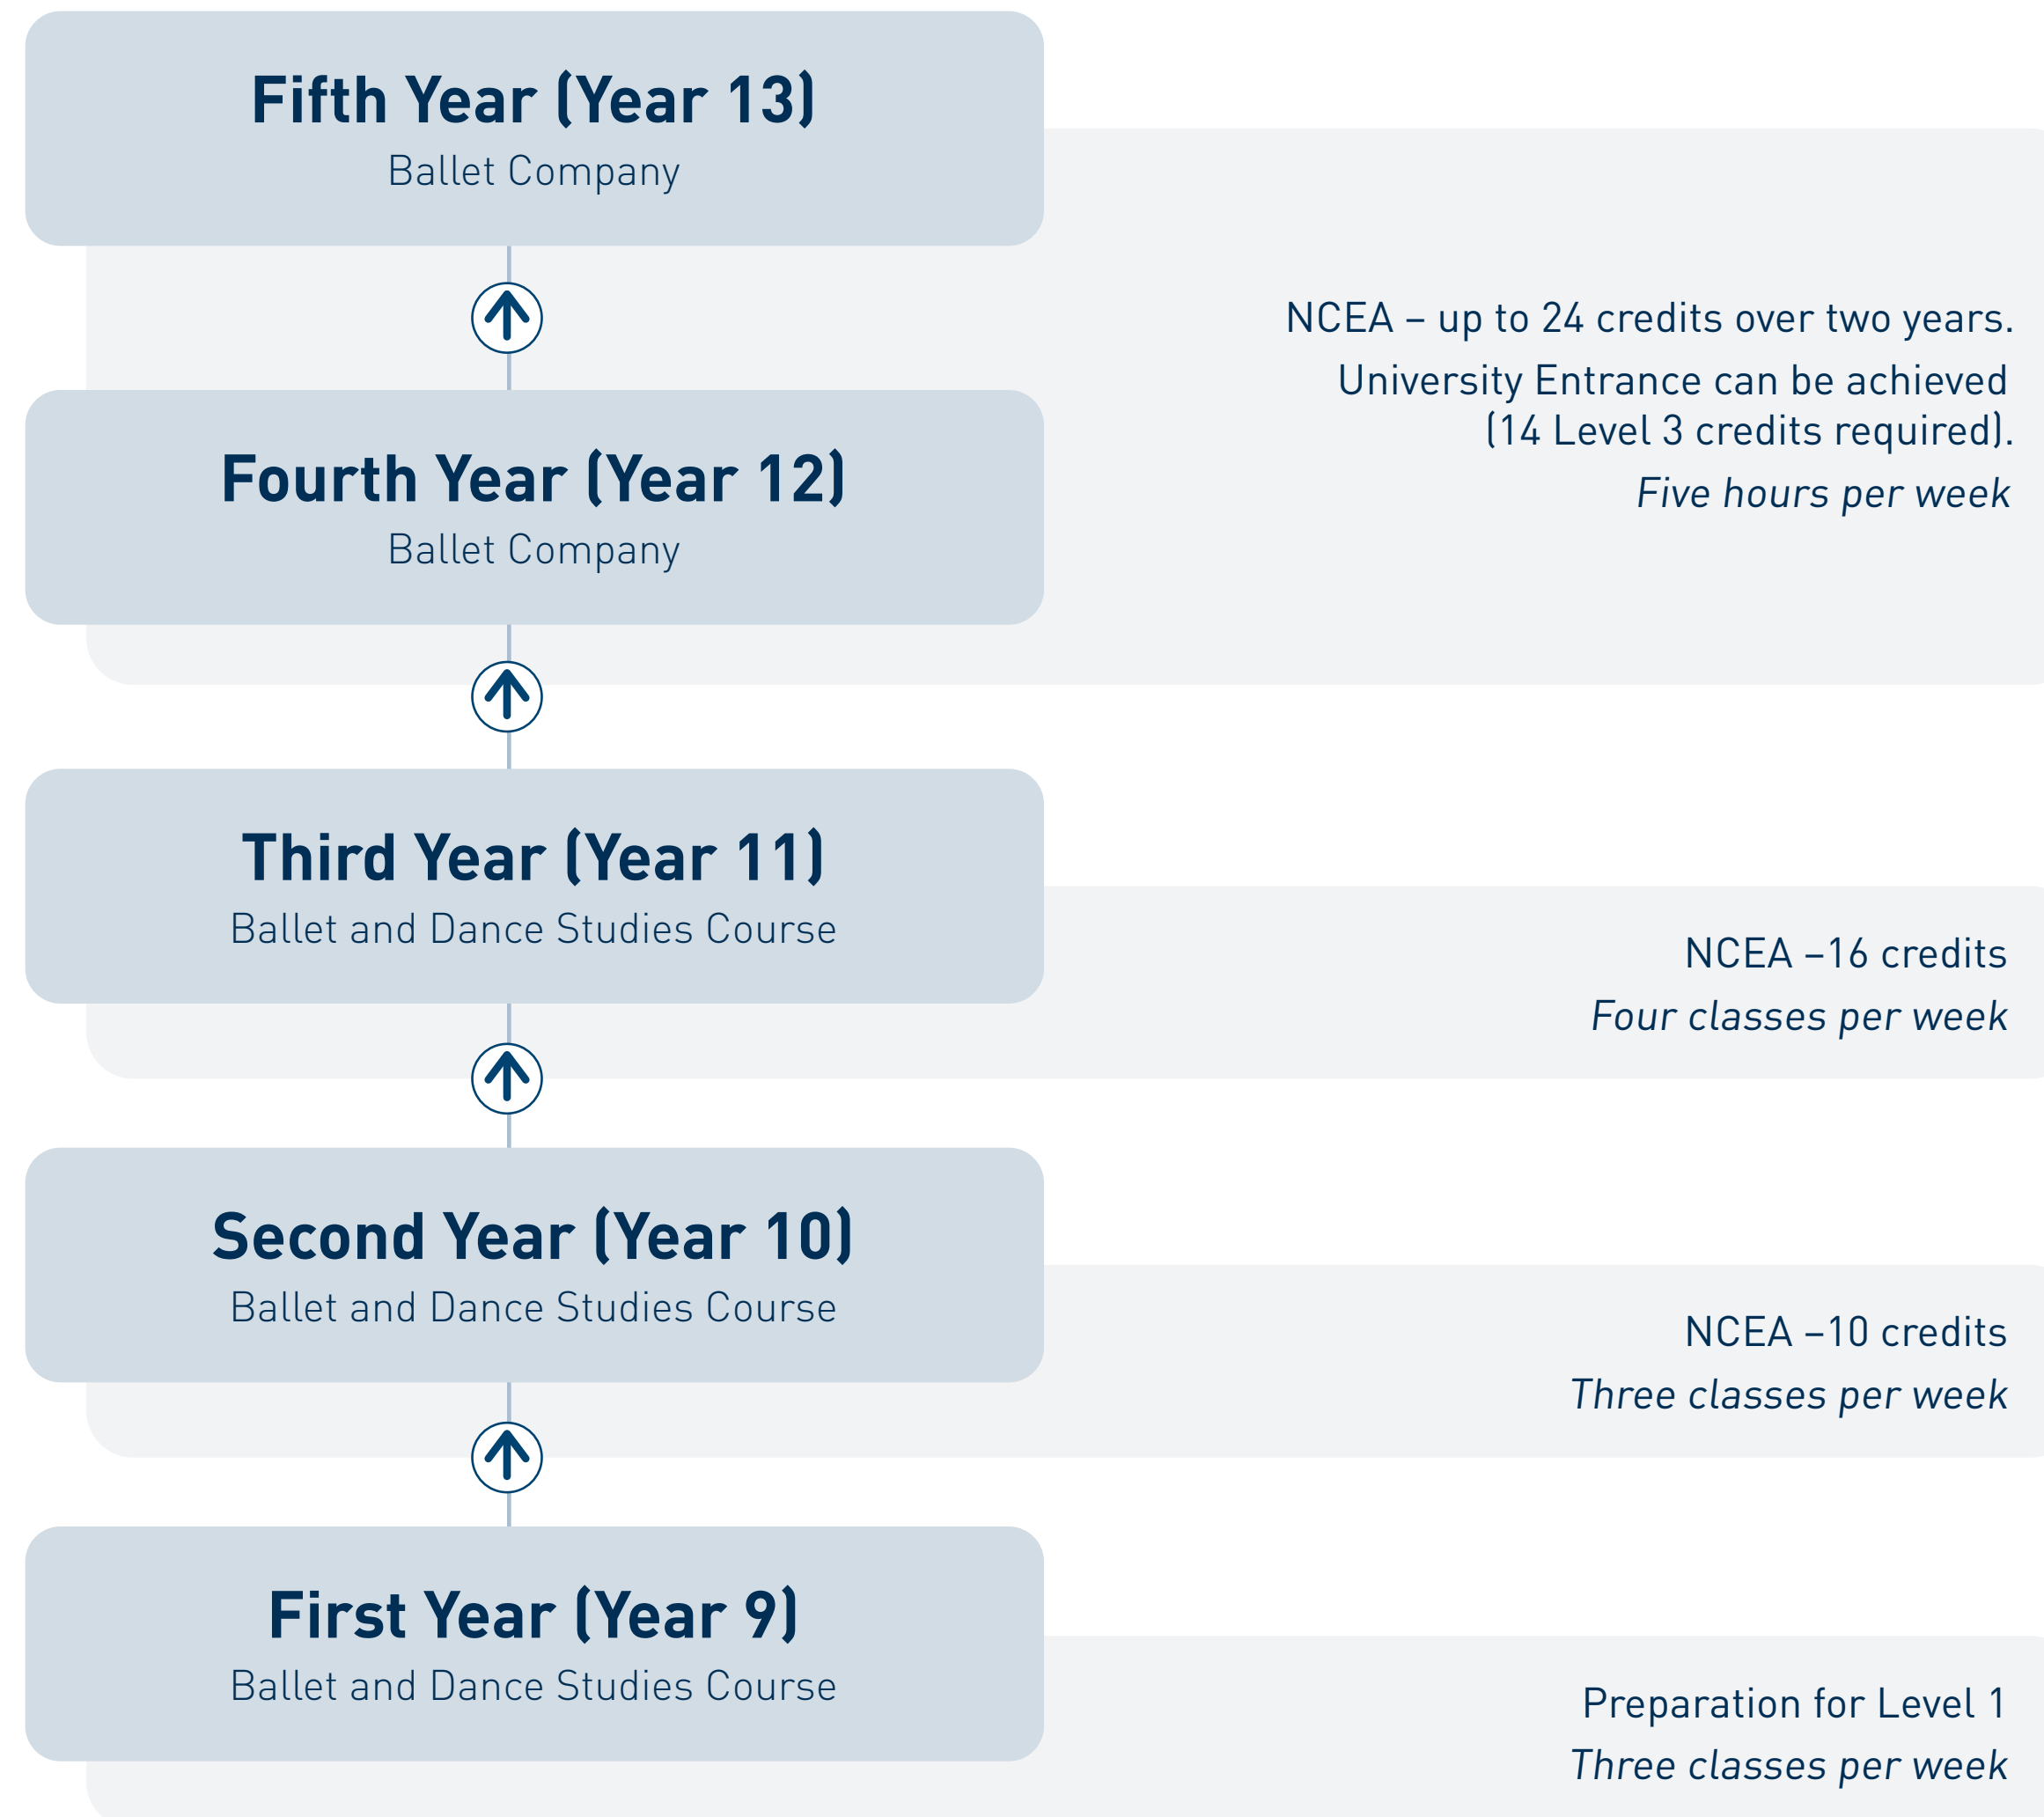 Fifth Year (Year 13)
Ballet Company
NCEA – up to 24 credits over two years.
University Entrance can be achieved
(14 Level 3 credits required).
Five hours per week
Fourth Year (Year 12)
Ballet Company
Third Year (Year 11)
Ballet and Dance Studies Course
NCEA –16 credits
Four classes per week
Second Year (Year 10)
Ballet and Dance Studies Course
NCEA –10 credits
Three classes per week
First Year (Year 9)
Ballet and Dance Studies Course
Preparation for Level 1
Three classes per week